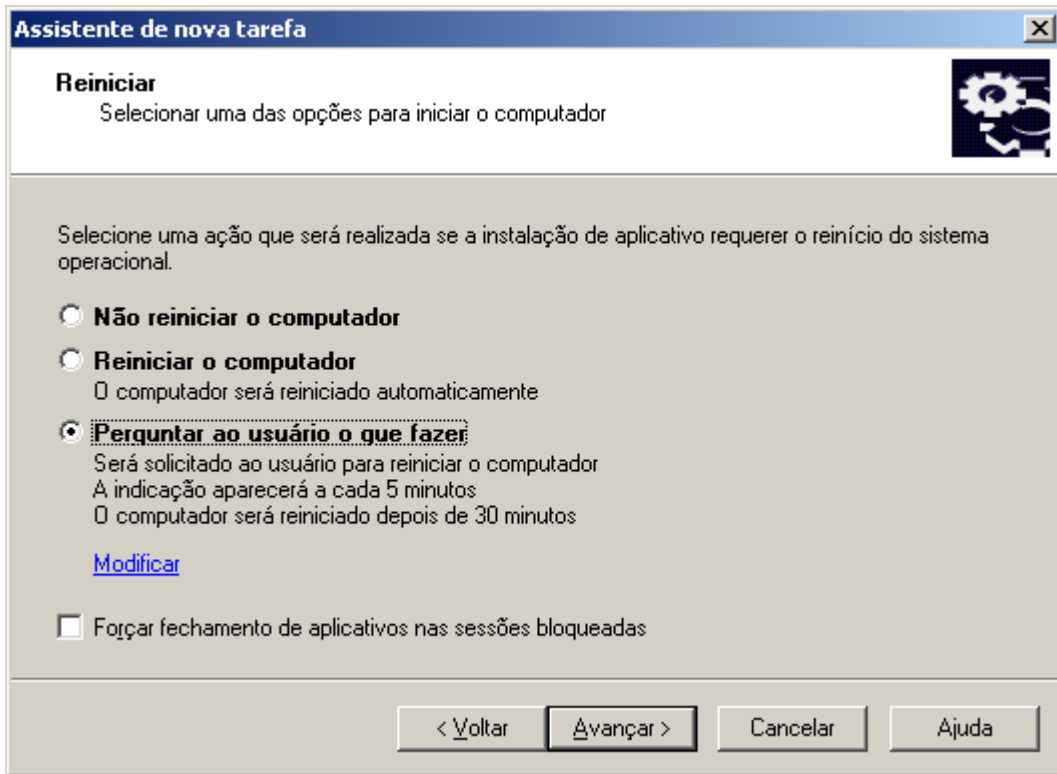 Assistente de nova tarefa
Reiniciar
Selecionar uma das opções para iniciar o computador
Selecione uma ação que será realizada se a instalação de aplicativo requerer o reinício do sistema
operacional.
Não reiniciar o computador
Reiniciar o computador
O computador será reiniciado automaticamente
Perguntar ao usuário o que fazer
Será solicitado ao usuário para reiniciar o computador
A indicação aparecerá a cada 5 minutos
O computador será reiniciado depois de 30 minutos
Modificar
Forçar fechamento de aplicativos nas sessões bloqueadas
< Voltar
Avançar >
Cancelar
Ajuda